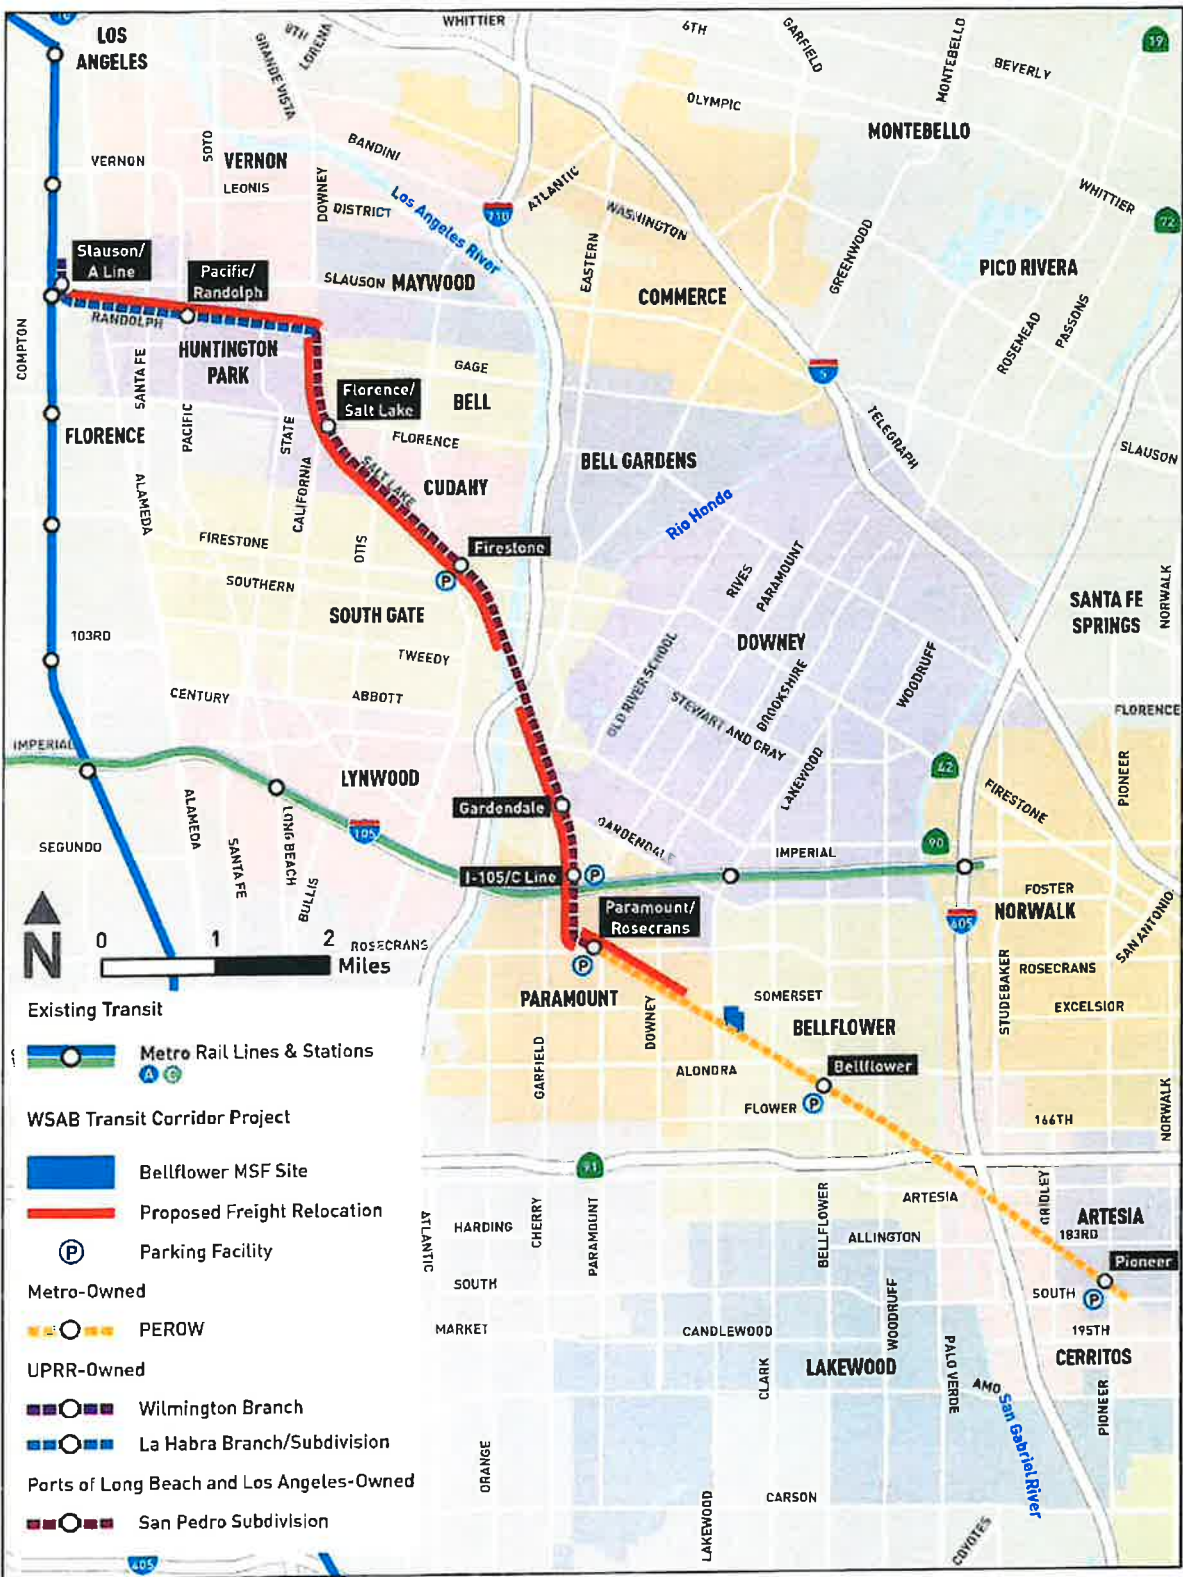 WHITTIER
6TH
GARFIELD
MONTEBELLO
19
10
LOS
ANGELES
8TH
LORENA
GRANDE VISTA
BEVERLY
OLYMPIC
MONTEBELLO
BANDINI
SOTO
VERNON
VERNON
LEONIS
DOWNEY
DISTRICT
Los Angeles River
710
ATLANTIC
WASHINGTON
WHITTIER
72
Slauson/
A Line
Pacific/
Randolph
SLAUSON
MAYWOOD
EASTERN
COMMERCE
GREENWOOD
PICO RIVERA
PASSONS
ROSEMEAD
COMPTON
RANDOLPH
HUNTINGTON
PARK
SANTA FE
PACIFIC
STATE
GAGE
BELL
Florence/
Salt Lake
5
TELEGRAPH
SLAUSON
FLORENCE
FLORENCE
SALT LAKE
CUDAHY
BELL GARDENS
Rio Hondo
ALAMEDA
CALIFORNIA
FIRESTONE
OTIS
Firestone
P
SOUTHERN
SOUTH GATE
TWEEDY
103RD
CENTURY
ABBOTT
RIVES
PARAMOUNT
DOWNEY
SANTA FE
SPRINGS
NORWALK
OLD RIVER SCHOOL
BROOKSHIRE
WOODRUFF
STEWART AND GRAY
LAKEWOOD
FLORENCE
IMPERIAL
LYNWOOD
42
FIRESTONE
PIONEER
Gardendale
GARDENDALE
105
ALAMEDA
SANTA FE
LONG BEACH
BULLIS
SEGUNDO
IMPERIAL
90
I-105/C Line
P
FOSTER
NORWALK
605
SAN ANTONIO
Paramount/
Rosecrans
P
ROSECRANS
N
0 1 2
Miles
ROSECRANS
STUDEBAKER
EXCELSIOR
PARAMOUNT
DOWNEY
SOMERSET
BELLFLOWER
GARFIELD
ALONDRA
Bellflower
FLOWER
P
166TH
NORWALK
91
Existing Transit
Metro Rail Lines & Stations
A C
WSAB Transit Corridor Project
Bellflower MSF Site
Proposed Freight Relocation
P Parking Facility
Metro-Owned
PEROW
UPRR-Owned
Wilmington Branch
La Habra Branch/Subdivision
Ports of Long Beach and Los Angeles-Owned
San Pedro Subdivision
405
ATLANTIC
HARDING
CHERRY
PARAMOUNT
BELLFLOWER
ARTESIA
ALLINGTON
GRIDLEY
ARTESIA
183RD
Pioneer
SOUTH
P
SOUTH
WOODRUFF
195TH
MARKET
CANDLEWOOD
CLARK
LAKEWOOD
PALO VERDE
CERRITOS
AMO
San Gabriel River
PIONEER
ORANGE
LAKEWOOD
CARSON
COYOTES